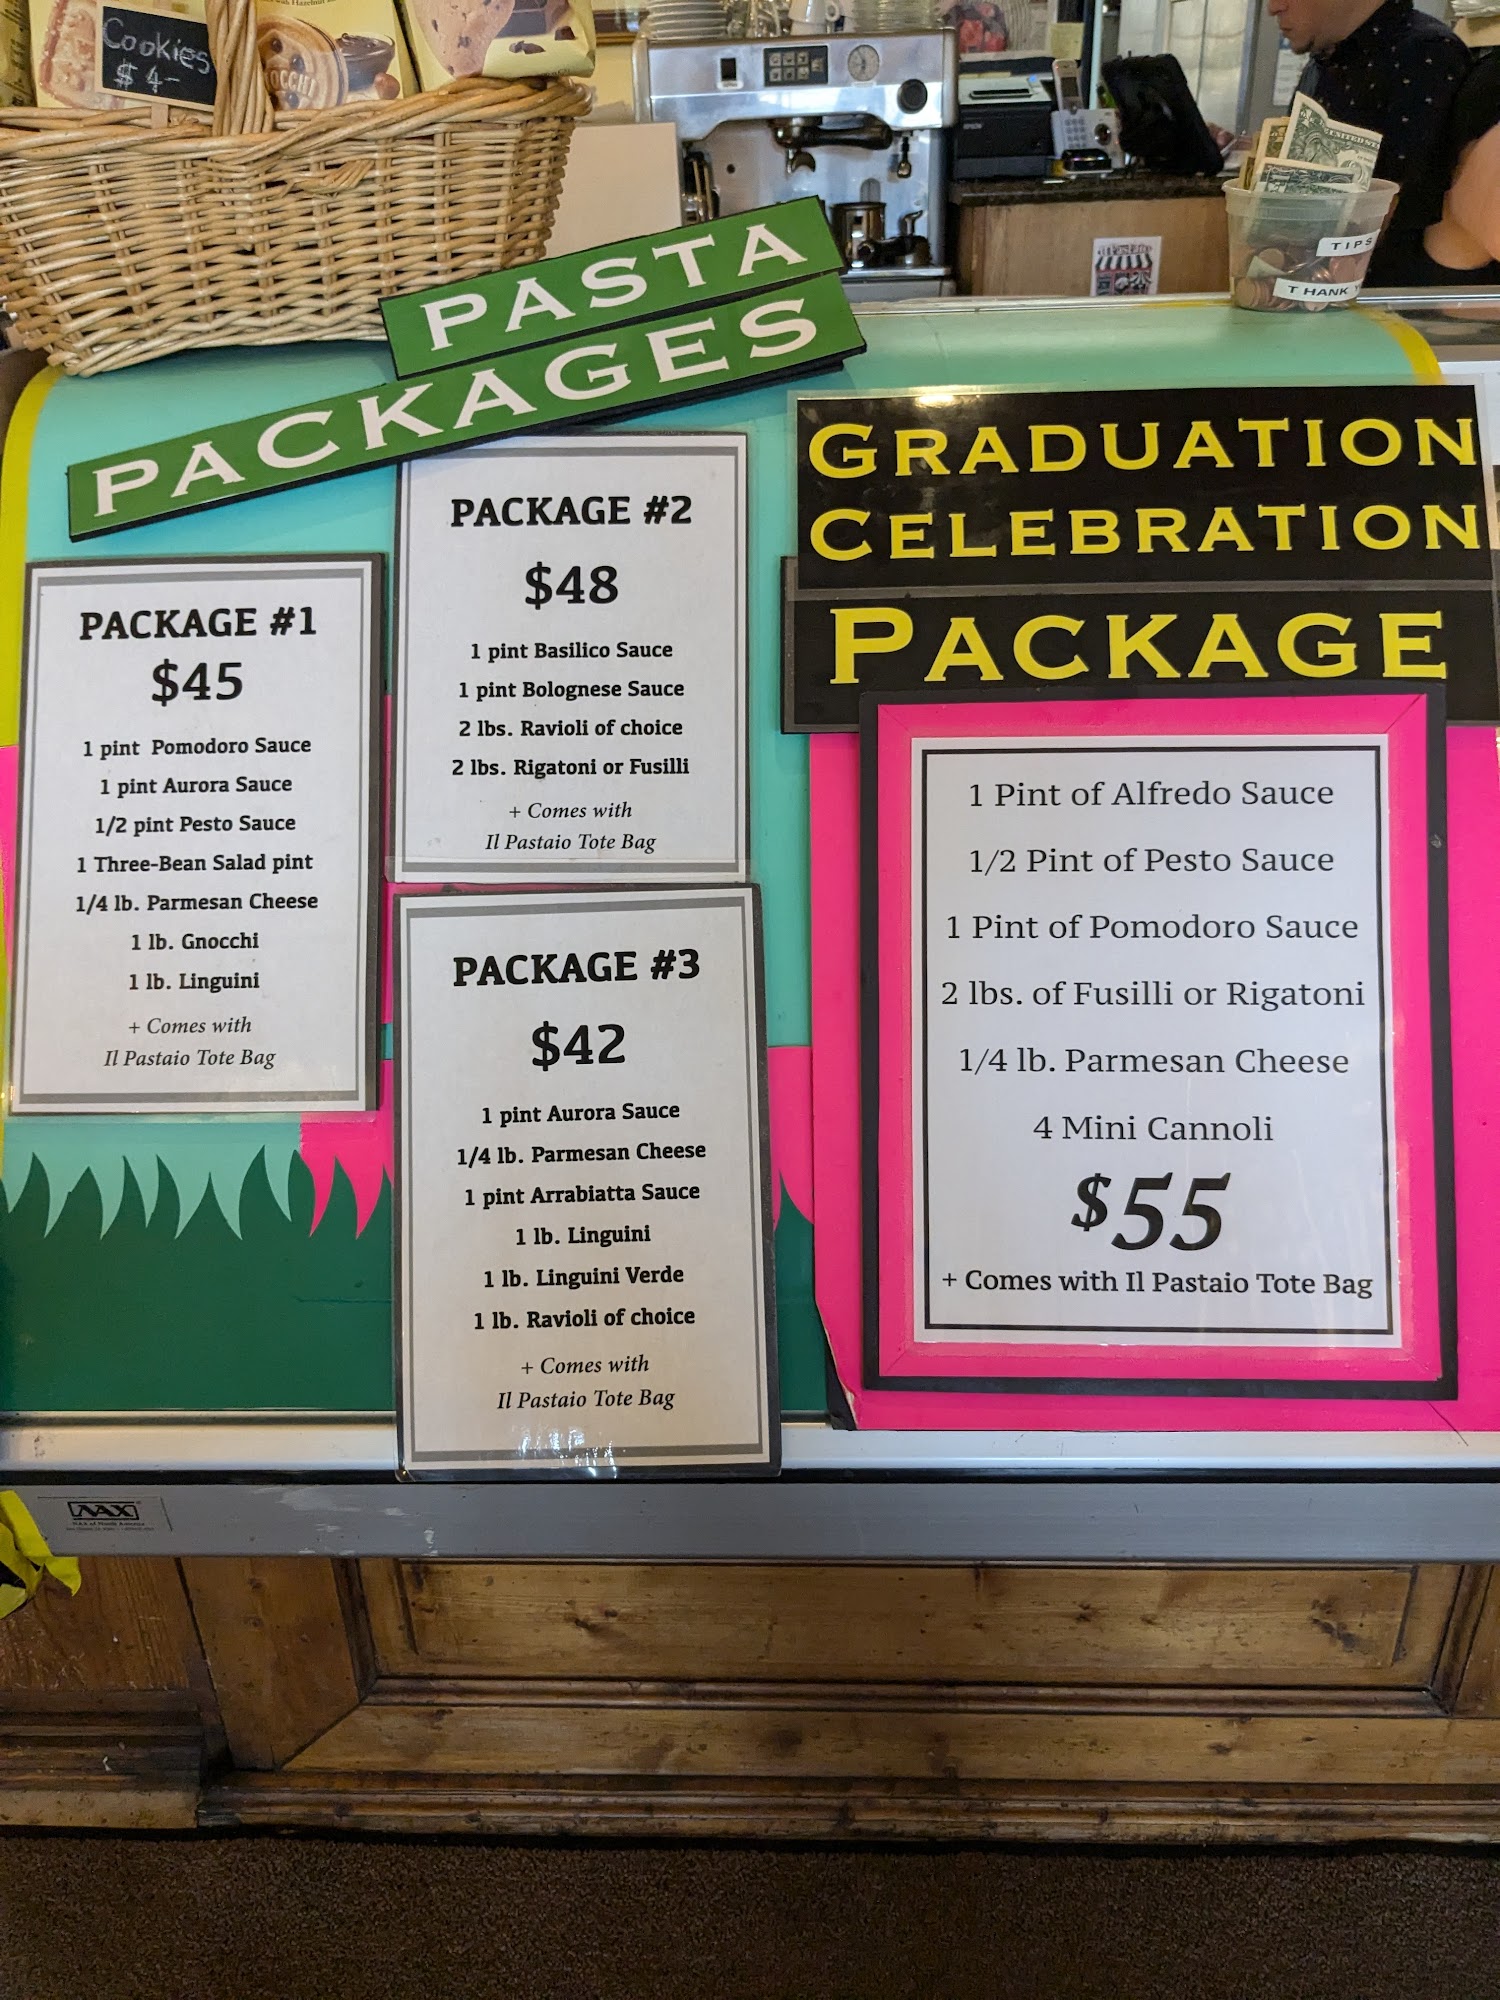 Cookies
$4-
TIPS
THANK
PASTA
PACKAGES
PACKAGE #1
$45
1 pint Pomodoro Sauce
1 pint Aurora Sauce
1/2 pint Pesto Sauce
1 Three-Bean Salad pint
1/4 lb. Parmesan Cheese
1 lb. Gnocchi
1 lb. Linguini
+ Comes with
Il Pastaio Tote Bag
PACKAGE #2
$48
1 pint Basilico Sauce
1 pint Bolognese Sauce
2 lbs. Ravioli of choice
2 lbs. Rigatoni or Fusilli
+ Comes with
Il Pastaio Tote Bag
PACKAGE #3
$42
1 pint Aurora Sauce
1/4 lb. Parmesan Cheese
1 pint Arrabiatta Sauce
1 lb. Linguini
1 lb. Linguini Verde
1 lb. Ravioli of choice
+ Comes with
Il Pastaio Tote Bag
GRADUATION
CELEBRATION
PACKAGE
1 Pint of Alfredo Sauce
1/2 Pint of Pesto Sauce
1 Pint of Pomodoro Sauce
2 lbs. of Fusilli or Rigatoni
1/4 lb. Parmesan Cheese
4 Mini Cannoli
$55
+ Comes with Il Pastaio Tote Bag
AAX